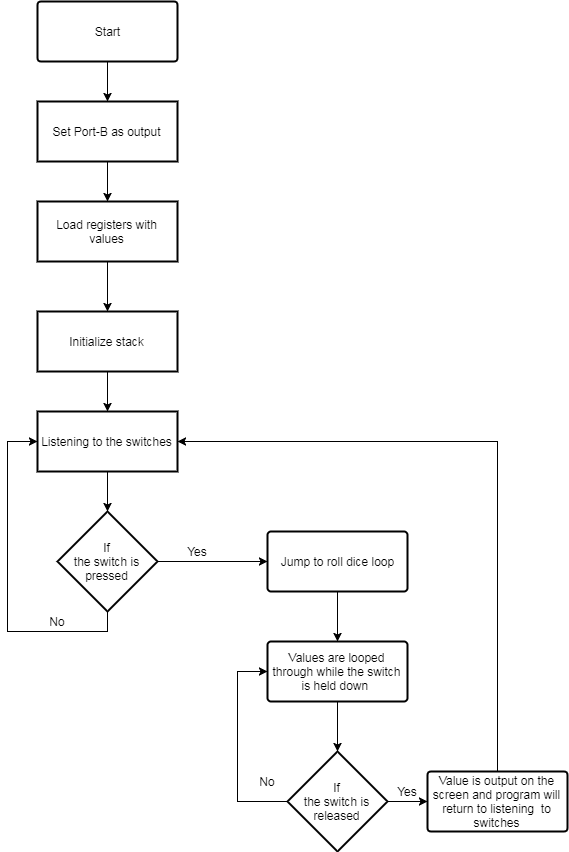 Start
Set Port-B as output
Load registers with
values
Initialize stack
Listening to the switches
If
the switch is
pressed
Yes
No
Jump to roll dice loop
Values are looped
through while the switch
is held down
No
If
the switch is
released
Yes
Value is output on the
screen and program will
return to listening to
switches